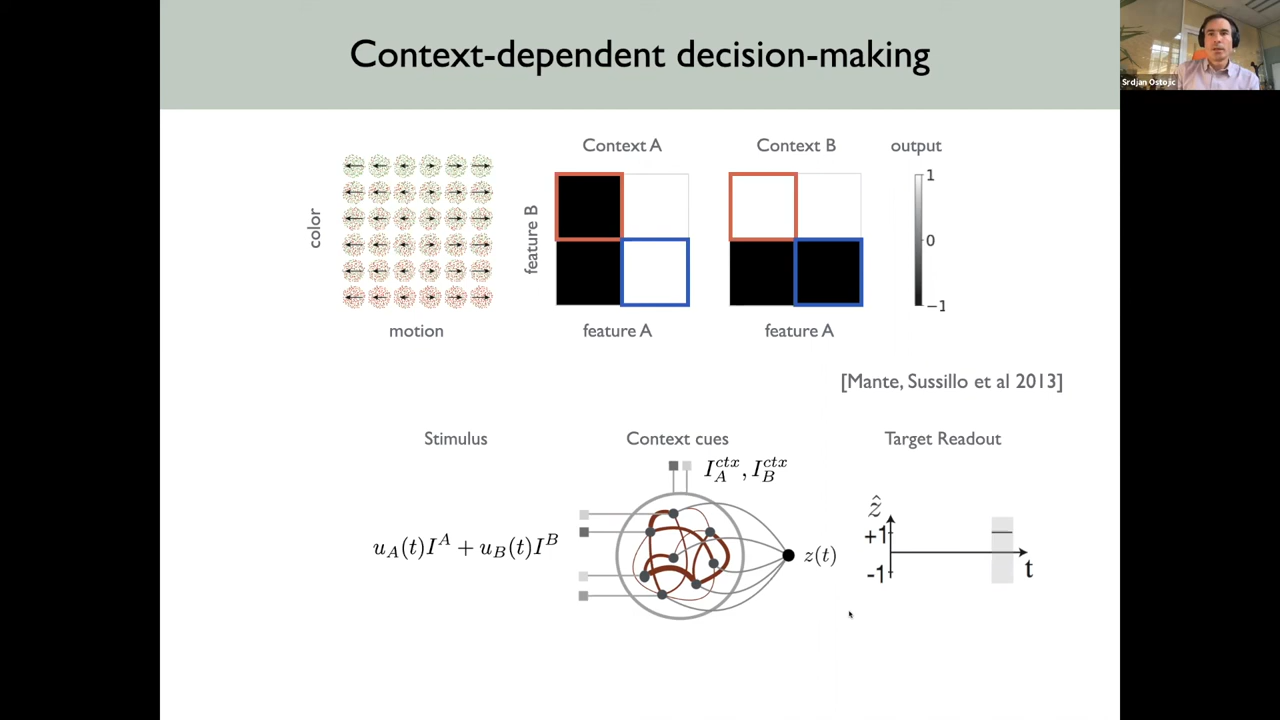 Context-dependent decision-making
Srdjan Ostojic
Context A
Context B
output
color
feature B
1
0
−1
motion
feature A
feature A
[Mante, Sussillo et al 2013]
Stimulus
Context cues
Target Readout
I_A^{ctx}, I_B^{ctx}
u_A(t)I^A + u_B(t)I^B
z(t)
ẑ
+1
-1
t